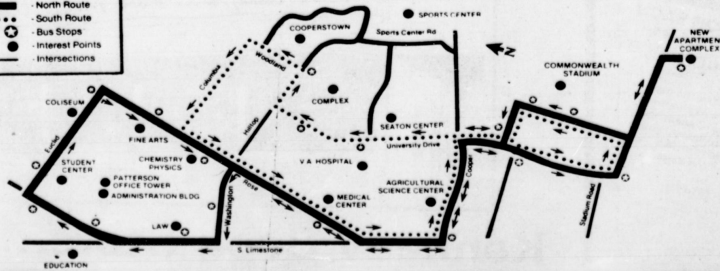 - North Route
- South Route
- Bus Stops
- Interest Points
- Intersections
SPORTS CENTER
COOPERSTOWN
Sports Center Rd
N
NEW
APARTMEN
COMPLEX
COMMONWEALTH
STADIUM
Woodland
Columbia
COLISEUM
COMPLEX
Hilltop
SEATON CENTER
FINE ARTS
Euclid
University Drive
CHEMISTRY
PHYSICS
V.A HOSPITAL
STUDENT
CENTER
PATTERSON
OFFICE TOWER
ADMINISTRATION BLDG
Rose
Cooper
AGRICULTURAL
SCIENCE CENTER
MEDICAL
CENTER
Washington
Stadium Road
LAW
S. Limestone
EDUCATION